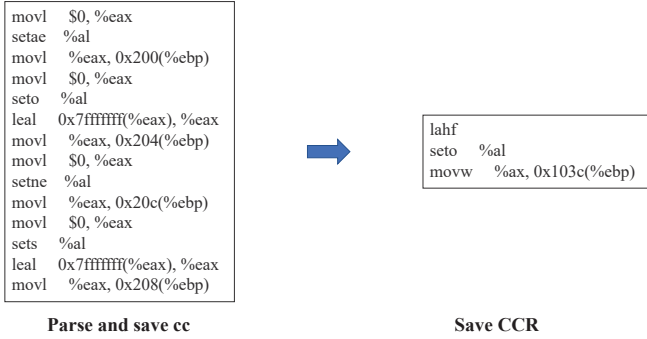 movl $0, %eax
setae %al
movl %eax, 0x200(%ebp)
movl $0, %eax
seto %al
leal 0x7fffffff(%eax), %eax
movl %eax, 0x204(%ebp)
movl $0, %eax
setne %al
movl %eax, 0x20c(%ebp)
movl $0, %eax
sets %al
leal 0x7fffffff(%eax), %eax
movl %eax, 0x208(%ebp)
Parse and save cc
lahf
seto %al
movw %ax, 0x103c(%ebp)
Save CCR